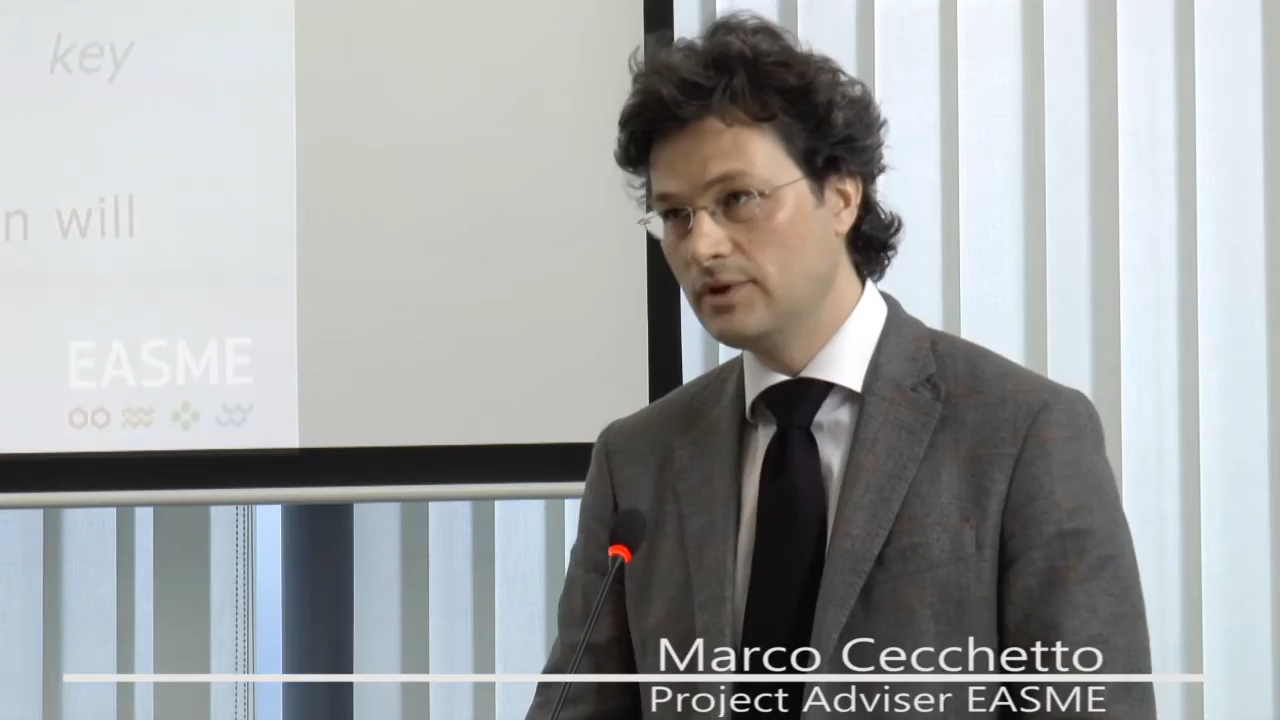 key
n will
EASME
Marco Cecchetto
Project Adviser EASME